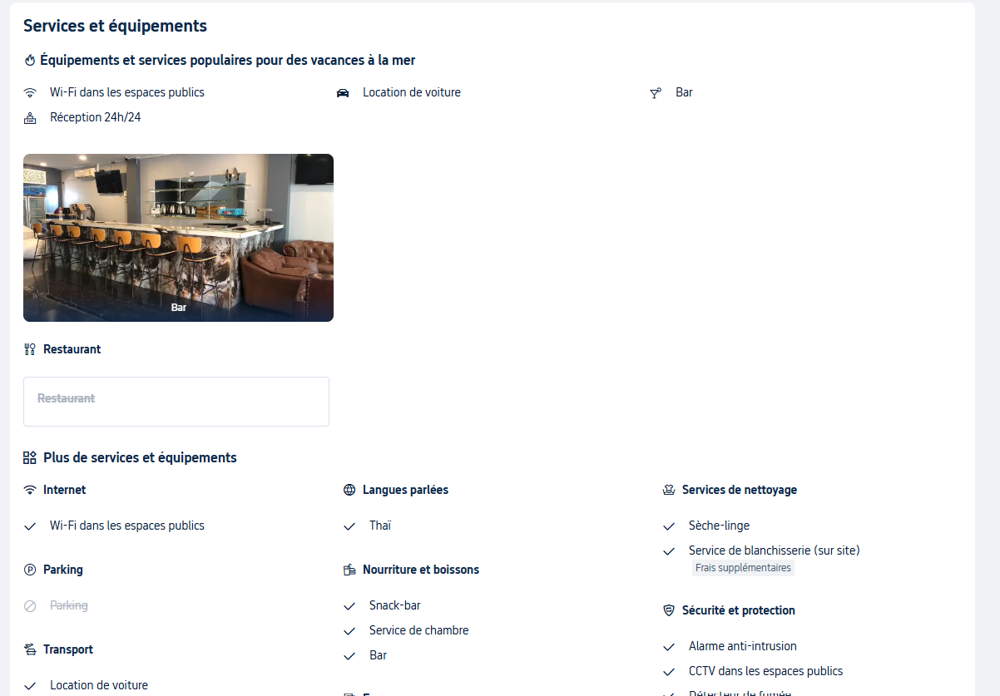 Services et équipements
Équipements et services populaires pour des vacances à la mer
Wi-Fi dans les espaces publics
Location de voiture
Bar
Réception 24h/24
Bar
Restaurant
Restaurant
Plus de services et équipements
Internet
Wi-Fi dans les espaces publics
Parking
Parking
Transport
Location de voiture
Langues parlées
Thaï
Nourriture et boissons
Snack-bar
Service de chambre
Bar
Services de nettoyage
Sèche-linge
Service de blanchisserie (sur site)
Frais supplémentaires
Sécurité et protection
Alarme anti-intrusion
CCTV dans les espaces publics
Détecteur de fumée